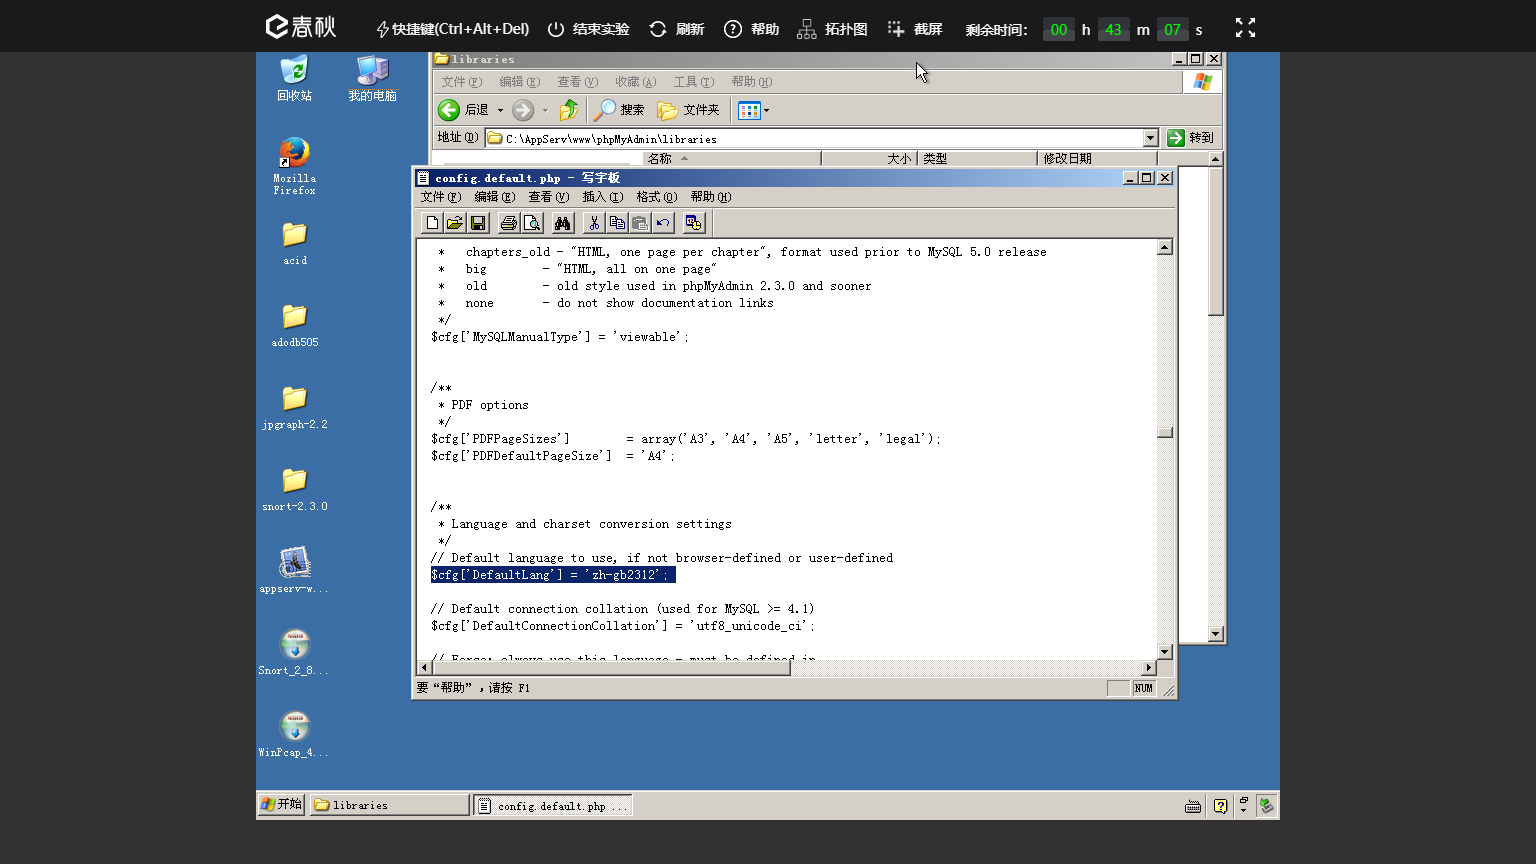 春秋
快捷键(Ctrl+Alt+Del)
结束实验
刷新
帮助
拓扑图
截屏
剩余时间:
00 h 43 m 07 s
回收站
我的电脑
Mozilla
Firefox
acid
adodb505
jpgraph-2.2
snort-2.3.0
appserv-w...
Snort_2_8...
WinPcap_4...
libraries
文件(F) 编辑(E) 查看(V) 收藏(A) 工具(T) 帮助(H)
后退 搜索 文件夹
地址(D) C:\AppServ\www\phpMyAdmin\libraries 转到
名称 大小 类型 修改日期
config.default.php - 写字板
文件(F) 编辑(E) 查看(V) 插入(I) 格式(O) 帮助(H)
* chapters_old - "HTML, one page per chapter", format used prior to MySQL 5.0 release
* big - "HTML, all on one page"
* old - old style used in phpMyAdmin 2.3.0 and sooner
* none - do not show documentation links
*/
$cfg['MySQLManualType'] = 'viewable';
/**
* PDF options
*/
$cfg['PDFPageSizes'] = array('A3', 'A4', 'A5', 'letter', 'legal');
$cfg['PDFDefaultPageSize'] = 'A4';
/**
* Language and charset conversion settings
*/
// Default language to use, if not browser-defined or user-defined
$cfg['DefaultLang'] = 'zh-gb2312';
// Default connection collation (used for MySQL >= 4.1)
$cfg['DefaultConnectionCollation'] = 'utf8_unicode_ci';
// Force: always use this language - must be defined in
要“帮助”，请按 F1
NUM
开始
libraries
config.default.php ...